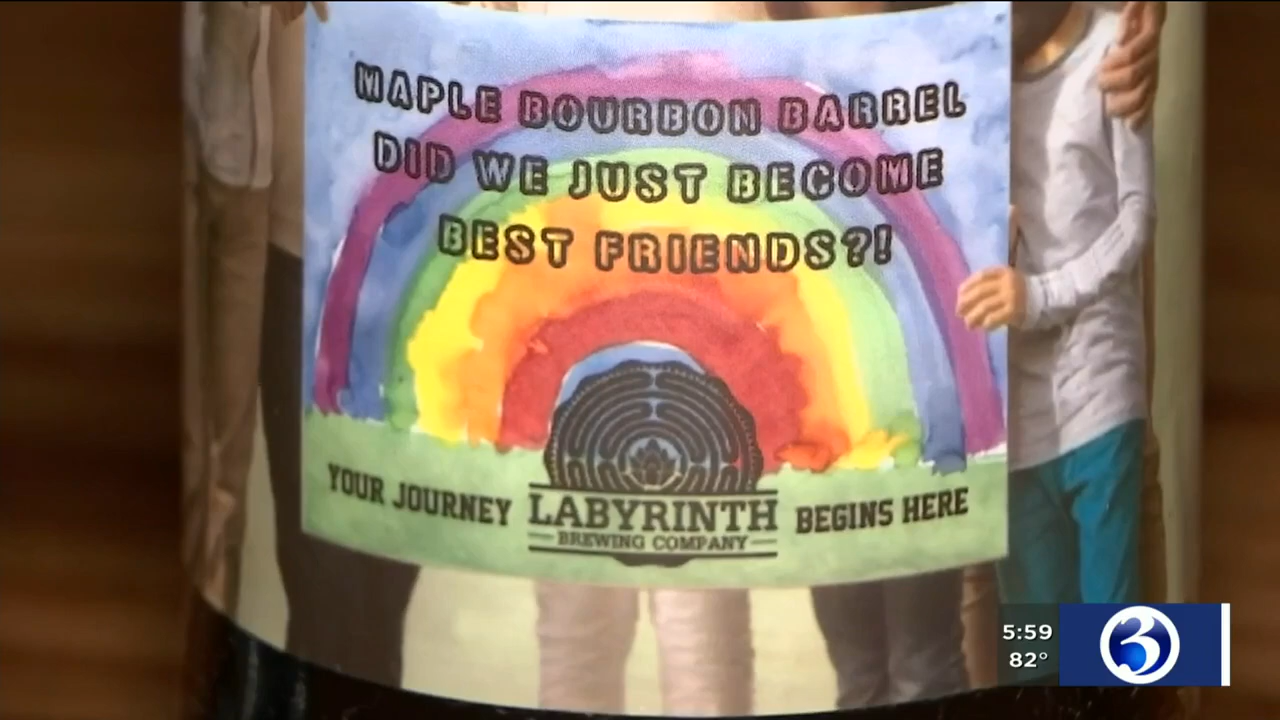 MAPLE BOURBON BARREL
DID WE JUST BECOME
BEST FRIENDS?!
YOUR JOURNEY
LABYRINTH
BREWING COMPANY
BEGINS HERE
5:59
82°
3